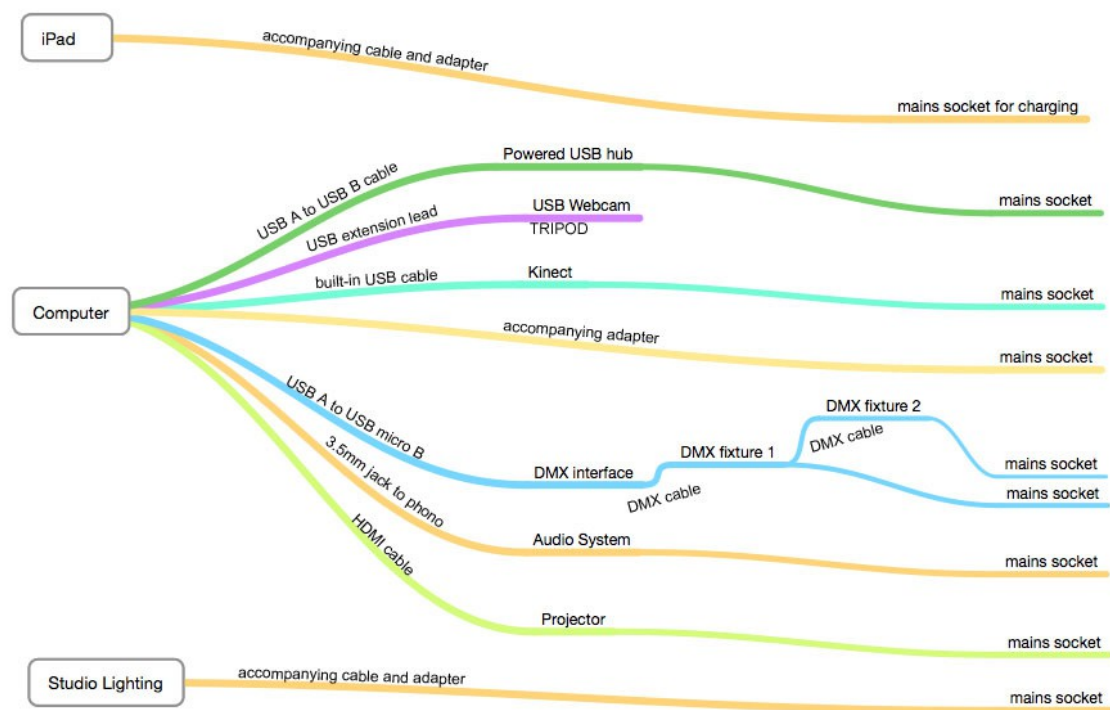 iPad
accompanying cable and adapter
mains socket for charging
Powered USB hub
USB A to USB B cable
mains socket
USB Webcam
USB extension lead
TRIPOD
Kinect
built-in USB cable
mains socket
Computer
accompanying adapter
mains socket
USB A to USB micro B
DMX fixture 2
DMX cable
DMX fixture 1
mains socket
DMX interface
mains socket
DMX cable
3.5mm jack to phono
Audio System
mains socket
HDMI cable
Projector
mains socket
Studio Lighting
accompanying cable and adapter
mains socket